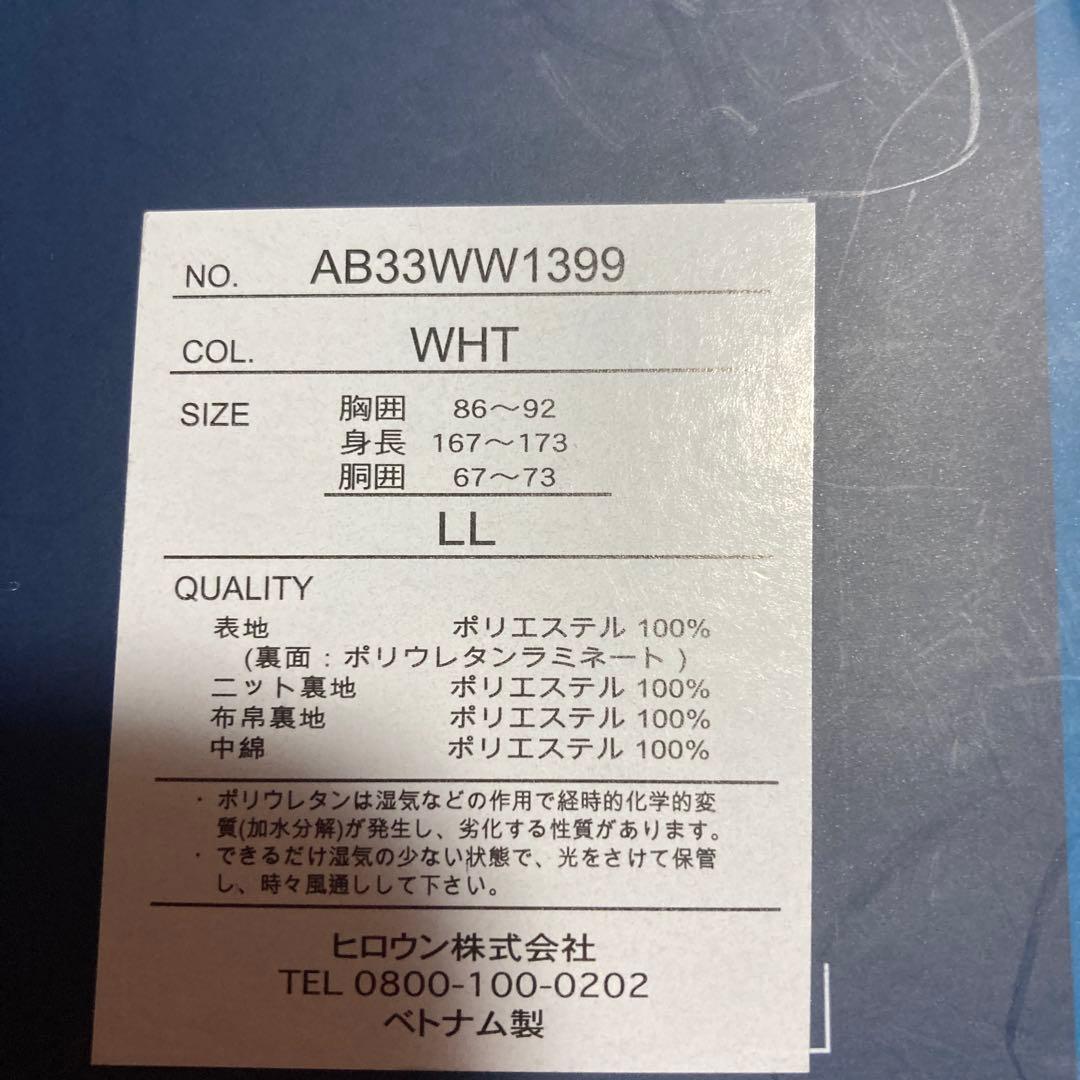 NO. AB33WW1399
COL. WHT
SIZE 胸囲 86～92
身長 167～173
胴囲 67～73
LL
QUALITY
表地 ポリエステル 100%
(裏面：ポリウレタンラミネート)
ニット裏地 ポリエステル 100%
布帛裏地 ポリエステル 100%
中綿 ポリエステル 100%
・ポリウレタンは湿気などの作用で経時的化学的変
質(加水分解)が発生し、劣化する性質があります。
・できるだけ湿気の少ない状態で、光をさけて保管
し、時々風通しして下さい。
ヒロウン株式会社
TEL 0800-100-0202
ベトナム製